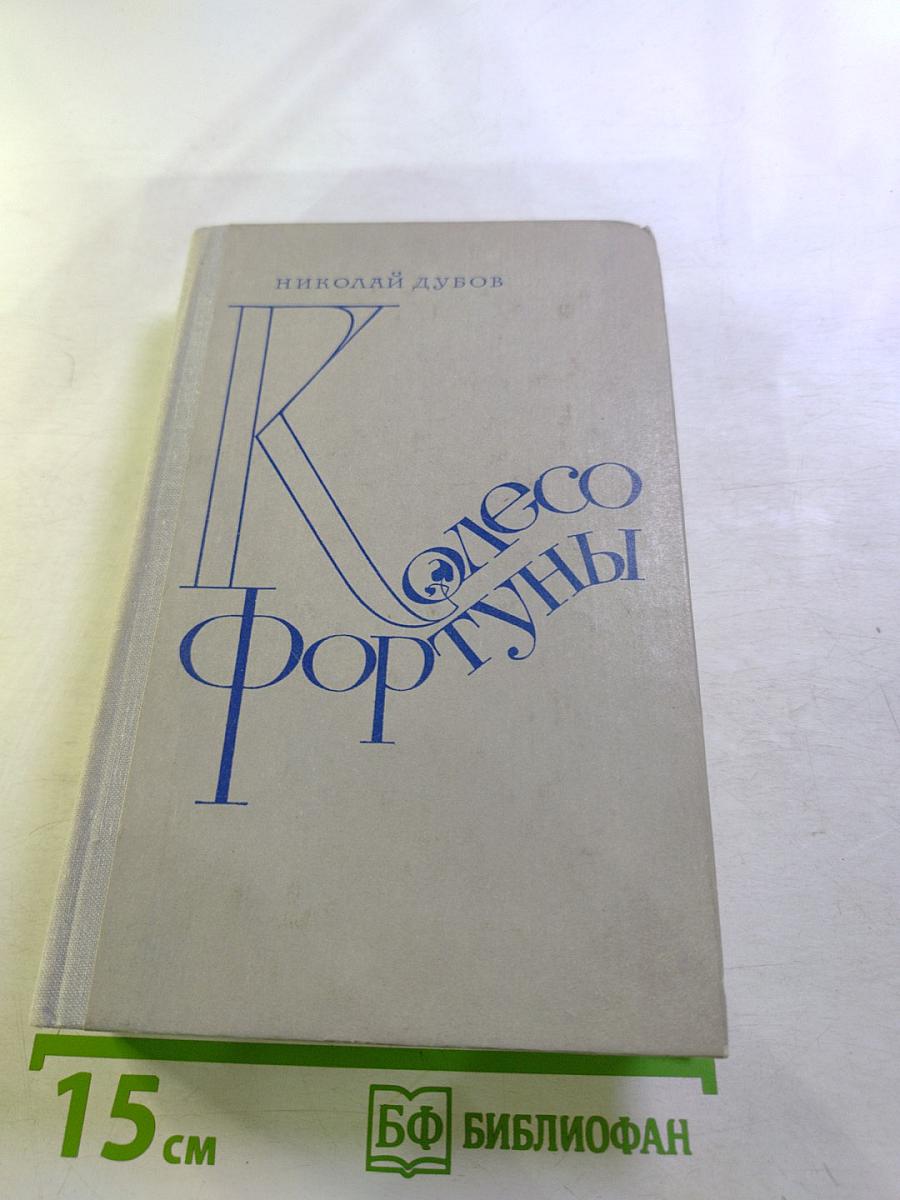 НИКОЛАЙ ДУБОВ
Колесо
Фортуны
15 см
БФ БИБЛИОФАН